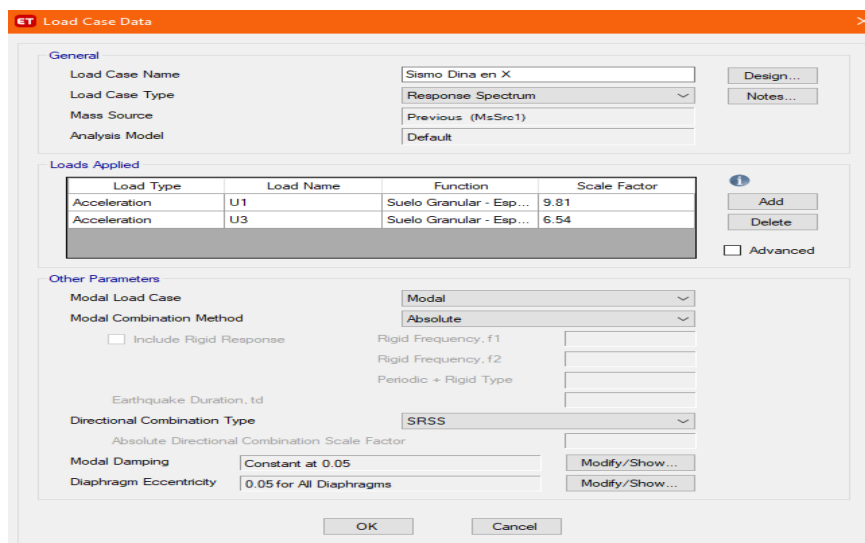 ET Load Case Data
General
Load Case Name Sismo Dina en X Design...
Load Case Type Response Spectrum Notes...
Mass Source Previous (MsSrc1)
Analysis Model Default
Loads Applied
Load Type Load Name Function Scale Factor
Acceleration U1 Suelo Granular - Esp... 9.81 Add
Acceleration U3 Suelo Granular - Esp... 6.54 Delete
Advanced
Other Parameters
Modal Load Case Modal
Modal Combination Method Absolute
Include Rigid Response Rigid Frequency, f1
Rigid Frequency, f2
Periodic + Rigid Type
Earthquake Duration, td
Directional Combination Type SRSS
Absolute Directional Combination Scale Factor
Modal Damping Constant at 0.05 Modify/Show...
Diaphragm Eccentricity 0.05 for All Diaphragms Modify/Show...
OK Cancel